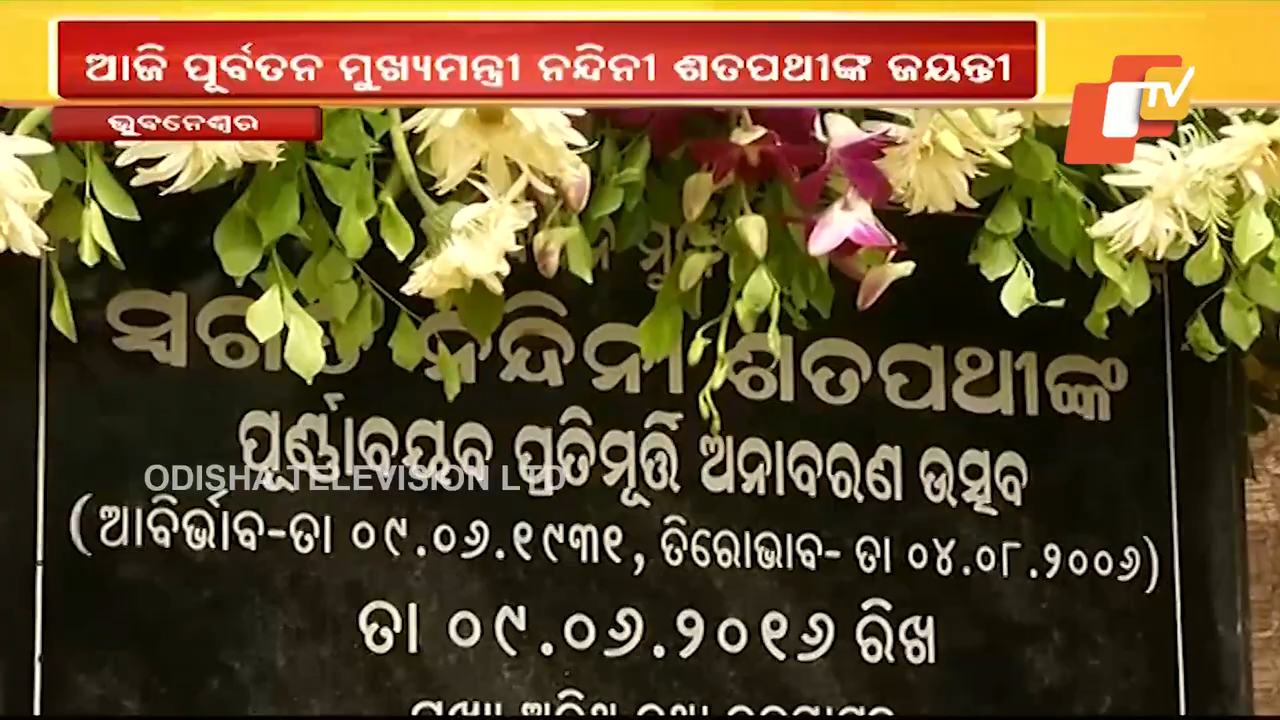 ଆଜି ପୂର୍ବତନ ମୁଖ୍ୟମନ୍ତ୍ରୀ ନନ୍ଦିନୀ ଶତପଥୀଙ୍କ ଜୟନ୍ତୀ
ଭୁବନେଶ୍ୱର
TV
ନନ୍ଦିନୀ ଶତପଥୀଙ୍କ
ପୂର୍ଣ୍ଣାବୟବ ପ୍ରତିମୂର୍ତ୍ତି ଅନାବରଣ ଉତ୍ସବ
ODISHA TELEVISION LTD
(ଆବିର୍ଭାବ-ତା ୦୯.୦୬.୧୯୩୧, ତିରୋଭାବ- ତା ୦୪.୦୮.୨୦୦୬)
ତା ୦୯.୦୬.୨୦୧୬ ରିଖ